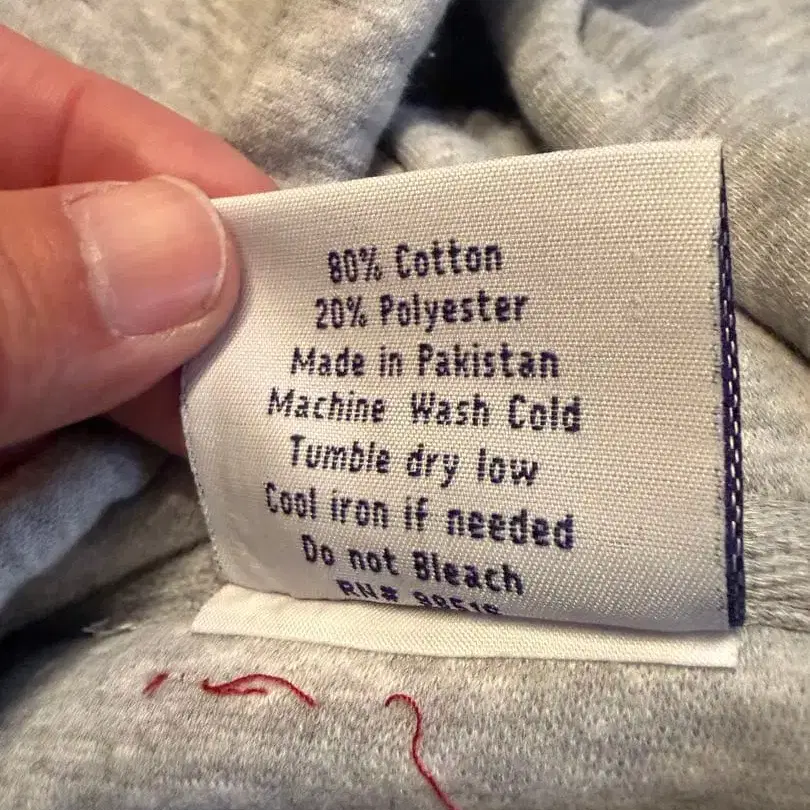 80% Cotton
20% Polyester
Made in Pakistan
Machine Wash Cold
Tumble dry low
Cool iron if needed
Do not Bleach
RN#